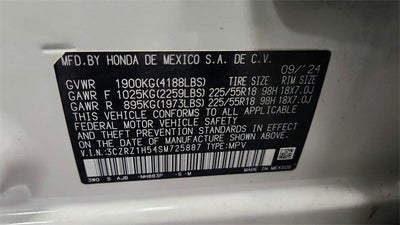 MFD.BY HONDA DE MEXICO S.A. DE C.V.
09/'24
GVWR 1900KG(4188LBS) TIRE SIZE RIM SIZE
GAWR F 1025KG(2259LBS) 225/55R18 98H 18X7.0J
GAWR R 895KG(1973LBS) 225/55R18 98H 18X7.0J
THIS VEHICLE CONFORMS TO ALL APPLICABLE
FEDERAL MOTOR VEHICLE SAFETY
STANDARDS IN EFFECT ON THE DATE OF
MANUFACTURE SHOWN ABOVE.
V.I.N.:3CZRZ1H54SM725887 TYPE:MPV
MADE IN MEXICO
3W0 S AJ6 NH883P -S -M